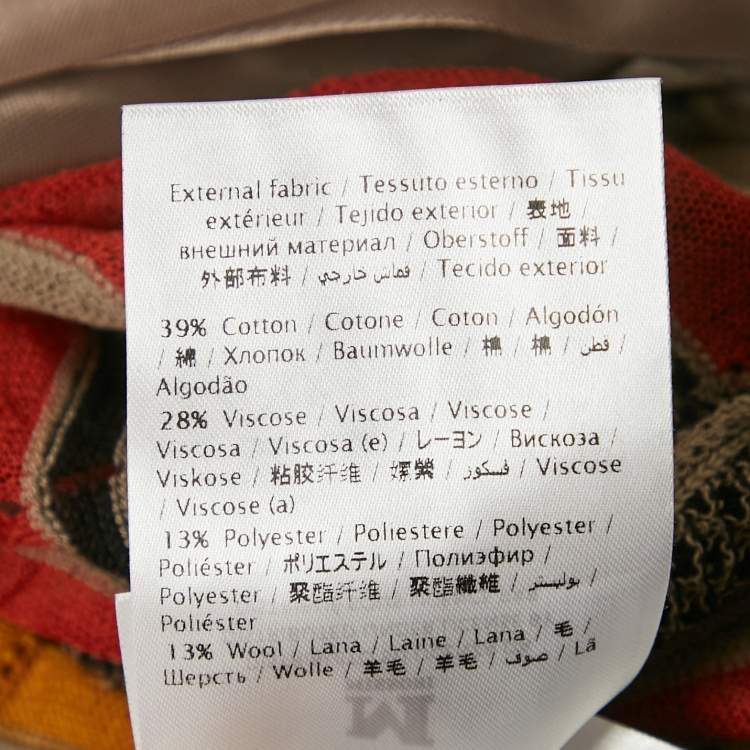 External fabric / Tessuto esterno / Tissu
extérieur / Tejido exterior / 表地 /
внешний материал / Oberstoff / 面料 /
外部布料 / قماش خارجي / Tecido exterior
39% Cotton / Cotone / Coton / Algodón
/ 綿 / Хлопок / Baumwolle / 棉 / 棉 / قطن /
Algodão
28% Viscose / Viscosa / Viscose /
Viscosa / Viscosa (e) / レーヨン / Вискоза /
Viskose / 粘胶纤维 / 嫘縈 / فسكوز / Viscose
/ Viscose (a)
13% Polyester / Poliestere / Polyester /
Poliéster / ポリエステル / Полиэфир /
Polyester / 聚酯纤维 / 聚酯纖維 / بوليستر /
Poliéster
13% Wool / Lana / Laine / Lana / 毛 /
Шерсть / Wolle / 羊毛 / 羊毛 / صوف / Lã
M